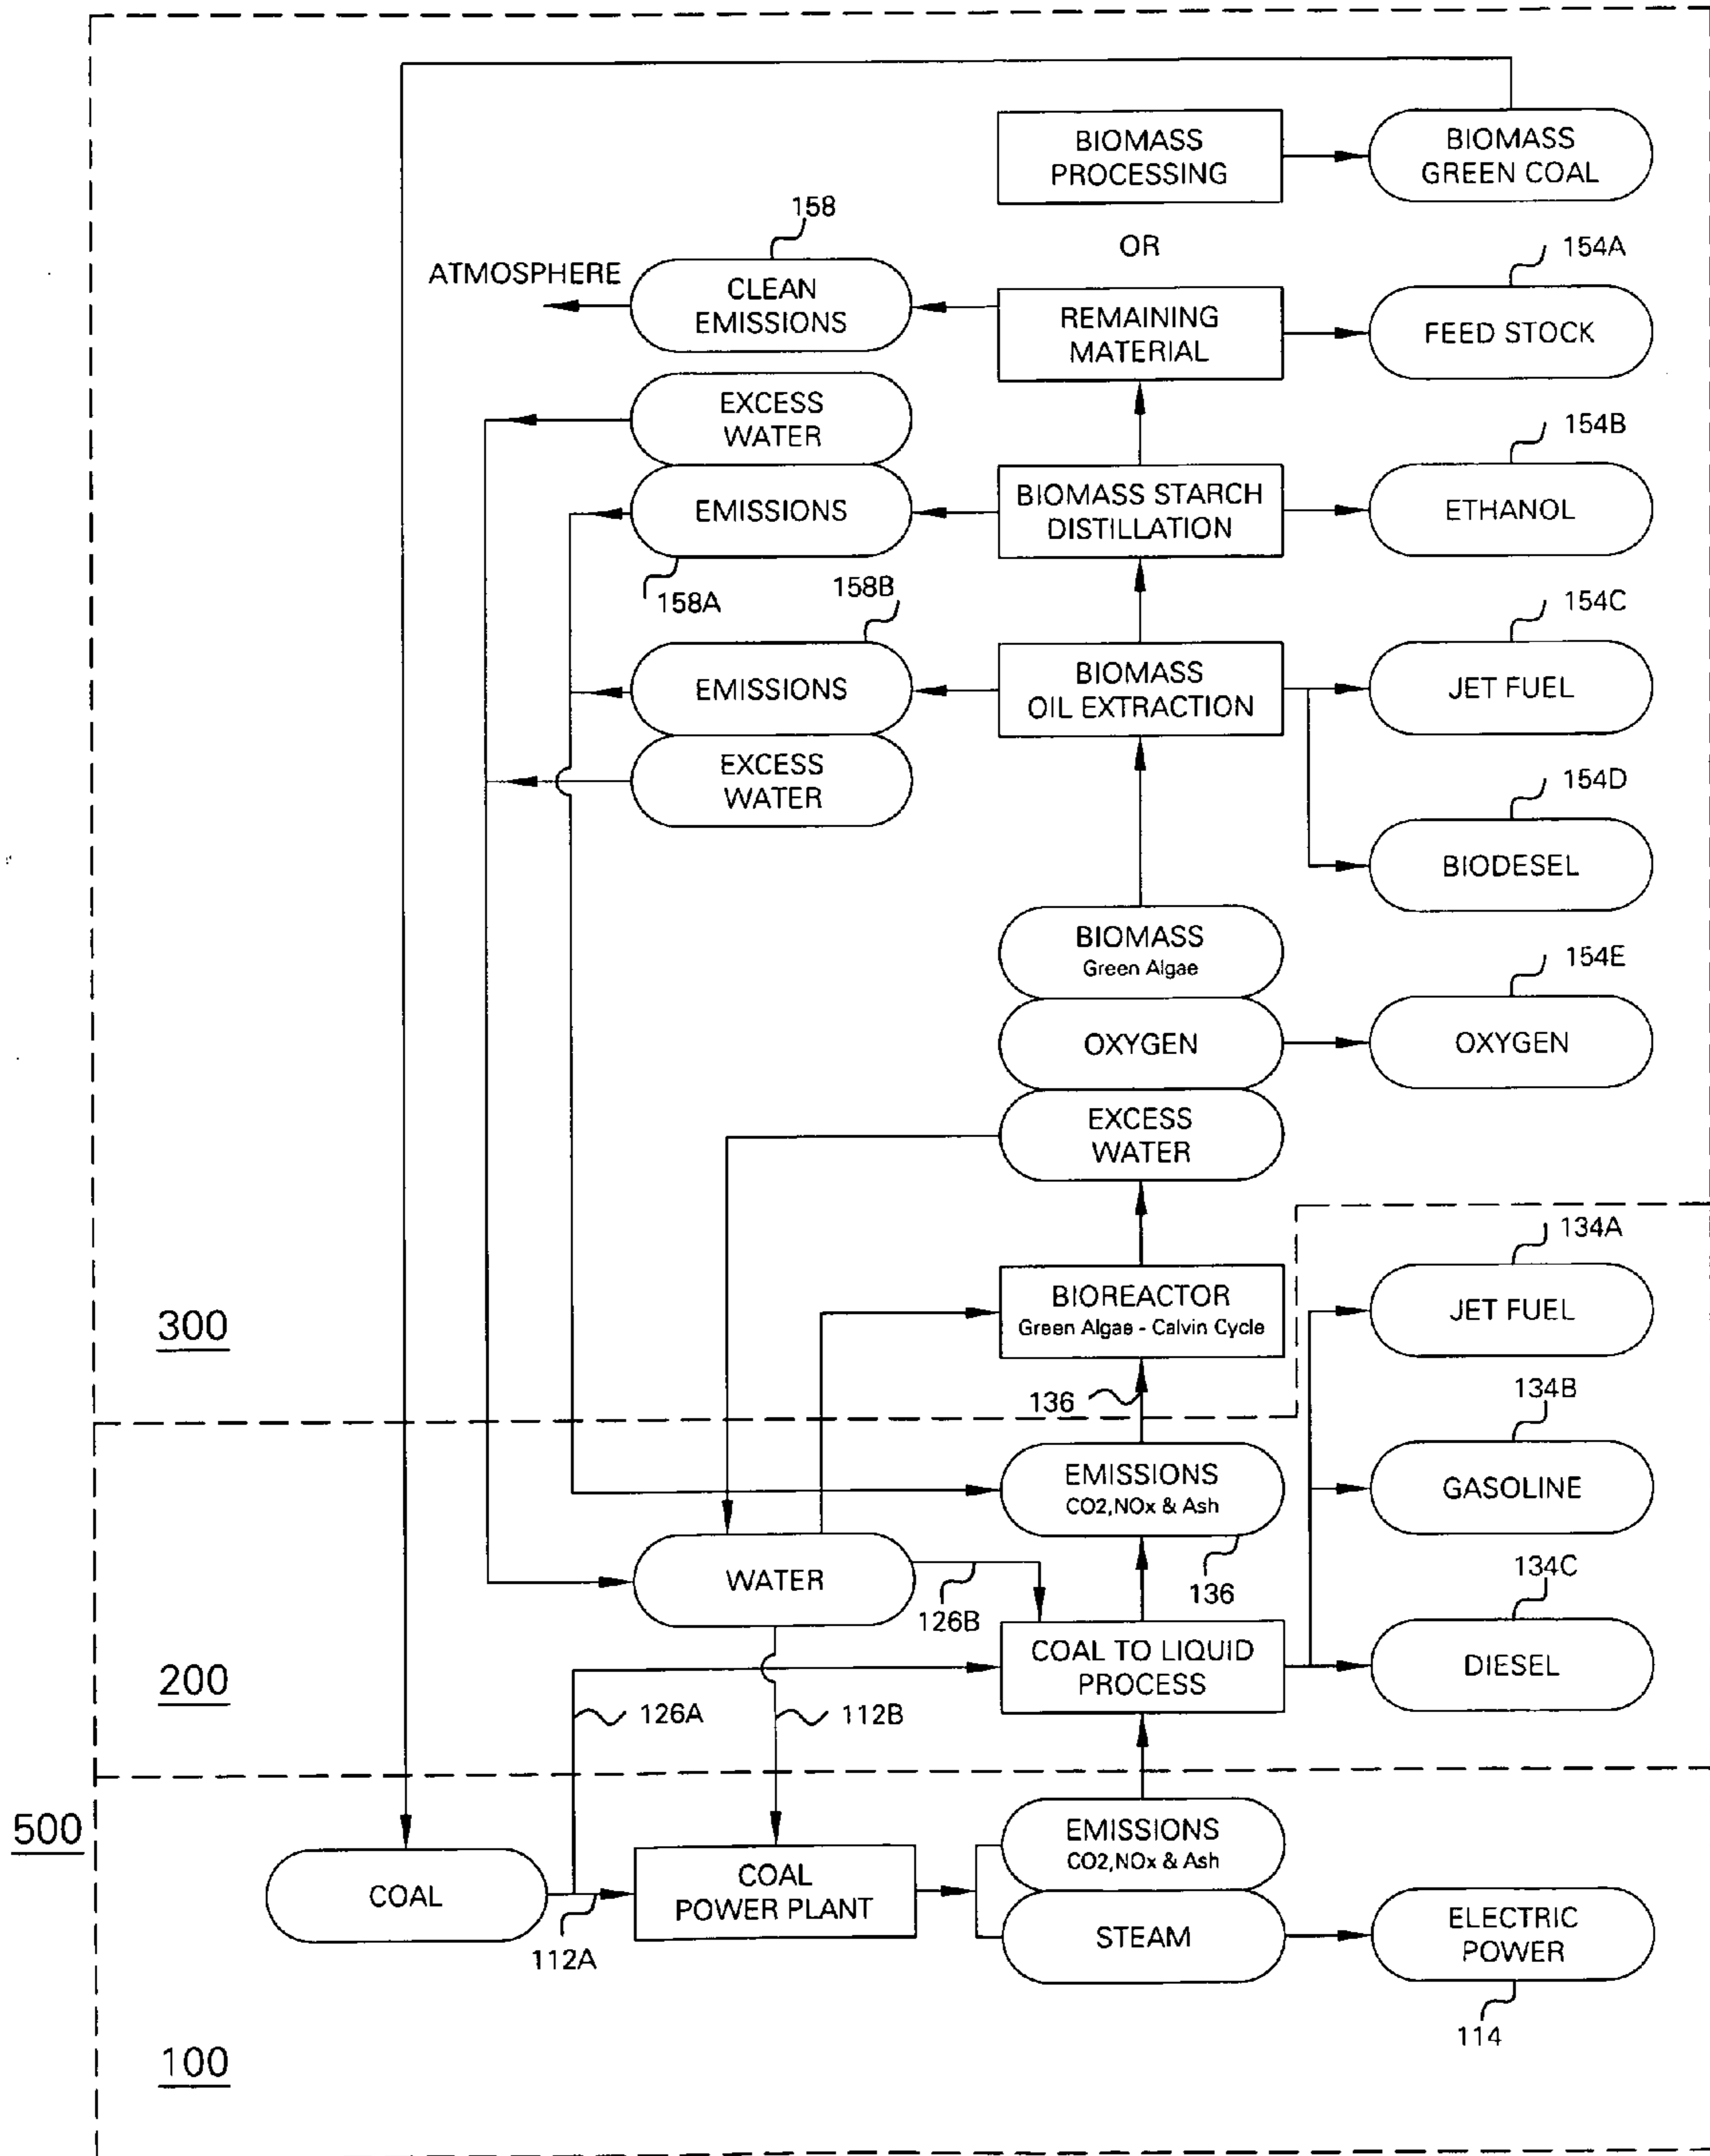 BIOMASS
PROCESSING
BIOMASS
GREEN COAL
158
OR
154A
ATMOSPHERE
CLEAN
EMISSIONS
REMAINING
MATERIAL
FEED STOCK
EXCESS
WATER
154B
EMISSIONS
BIOMASS STARCH
DISTILLATION
ETHANOL
158A
158B
154C
EMISSIONS
BIOMASS
OIL EXTRACTION
JET FUEL
EXCESS
WATER
154D
BIODESEL
BIOMASS
Green Algae
154E
OXYGEN
OXYGEN
EXCESS
WATER
134A
300
BIOREACTOR
Green Algae - Calvin Cycle
JET FUEL
136
134B
EMISSIONS
CO2,NOx & Ash
GASOLINE
WATER
126B
136
134C
200
COAL TO LIQUID
PROCESS
DIESEL
126A
112B
500
EMISSIONS
CO2,NOx & Ash
COAL
COAL
POWER PLANT
STEAM
ELECTRIC
POWER
112A
114
100